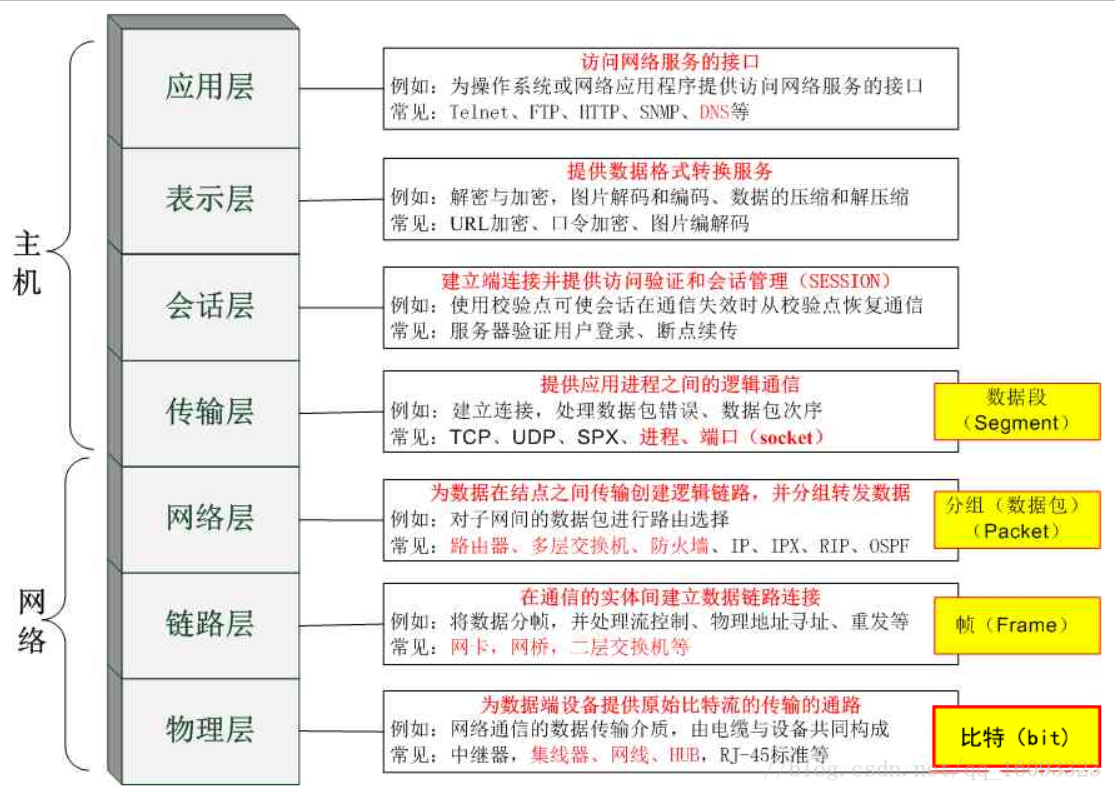 主机
应用层
访问网络服务的接口
例如：为操作系统或网络应用程序提供访问网络服务的接口
常见：Telnet、FTP、HTTP、SNMP、DNS等
表示层
提供数据格式转换服务
例如：解密与加密，图片解码和编码、数据的压缩和解压缩
常见：URL加密、口令加密、图片编解码
会话层
建立端连接并提供访问验证和会话管理（SESSION）
例如：使用校验点可使会话在通信失效时从校验点恢复通信
常见：服务器验证用户登录、断点续传
传输层
提供应用进程之间的逻辑通信
例如：建立连接，处理数据包错误、数据包次序
常见：TCP、UDP、SPX、进程、端口（socket）
数据段
（Segment）
网络
网络层
为数据在结点之间传输创建逻辑链路，并分组转发数据
例如：对子网间的数据包进行路由选择
常见：路由器、多层交换机、防火墙、IP、IPX、RIP、OSPF
分组（数据包）
（Packet）
链路层
在通信的实体间建立数据链路连接
例如：将数据分帧，并处理流控制、物理地址寻址、重发等
常见：网卡，网桥，二层交换机等
帧（Frame）
物理层
为数据端设备提供原始比特流的传输的通路
例如：网络通信的数据传输介质，由电缆与设备共同构成
常见：中继器，集线器、网线、HUB，RJ-45标准等
比特（bit）